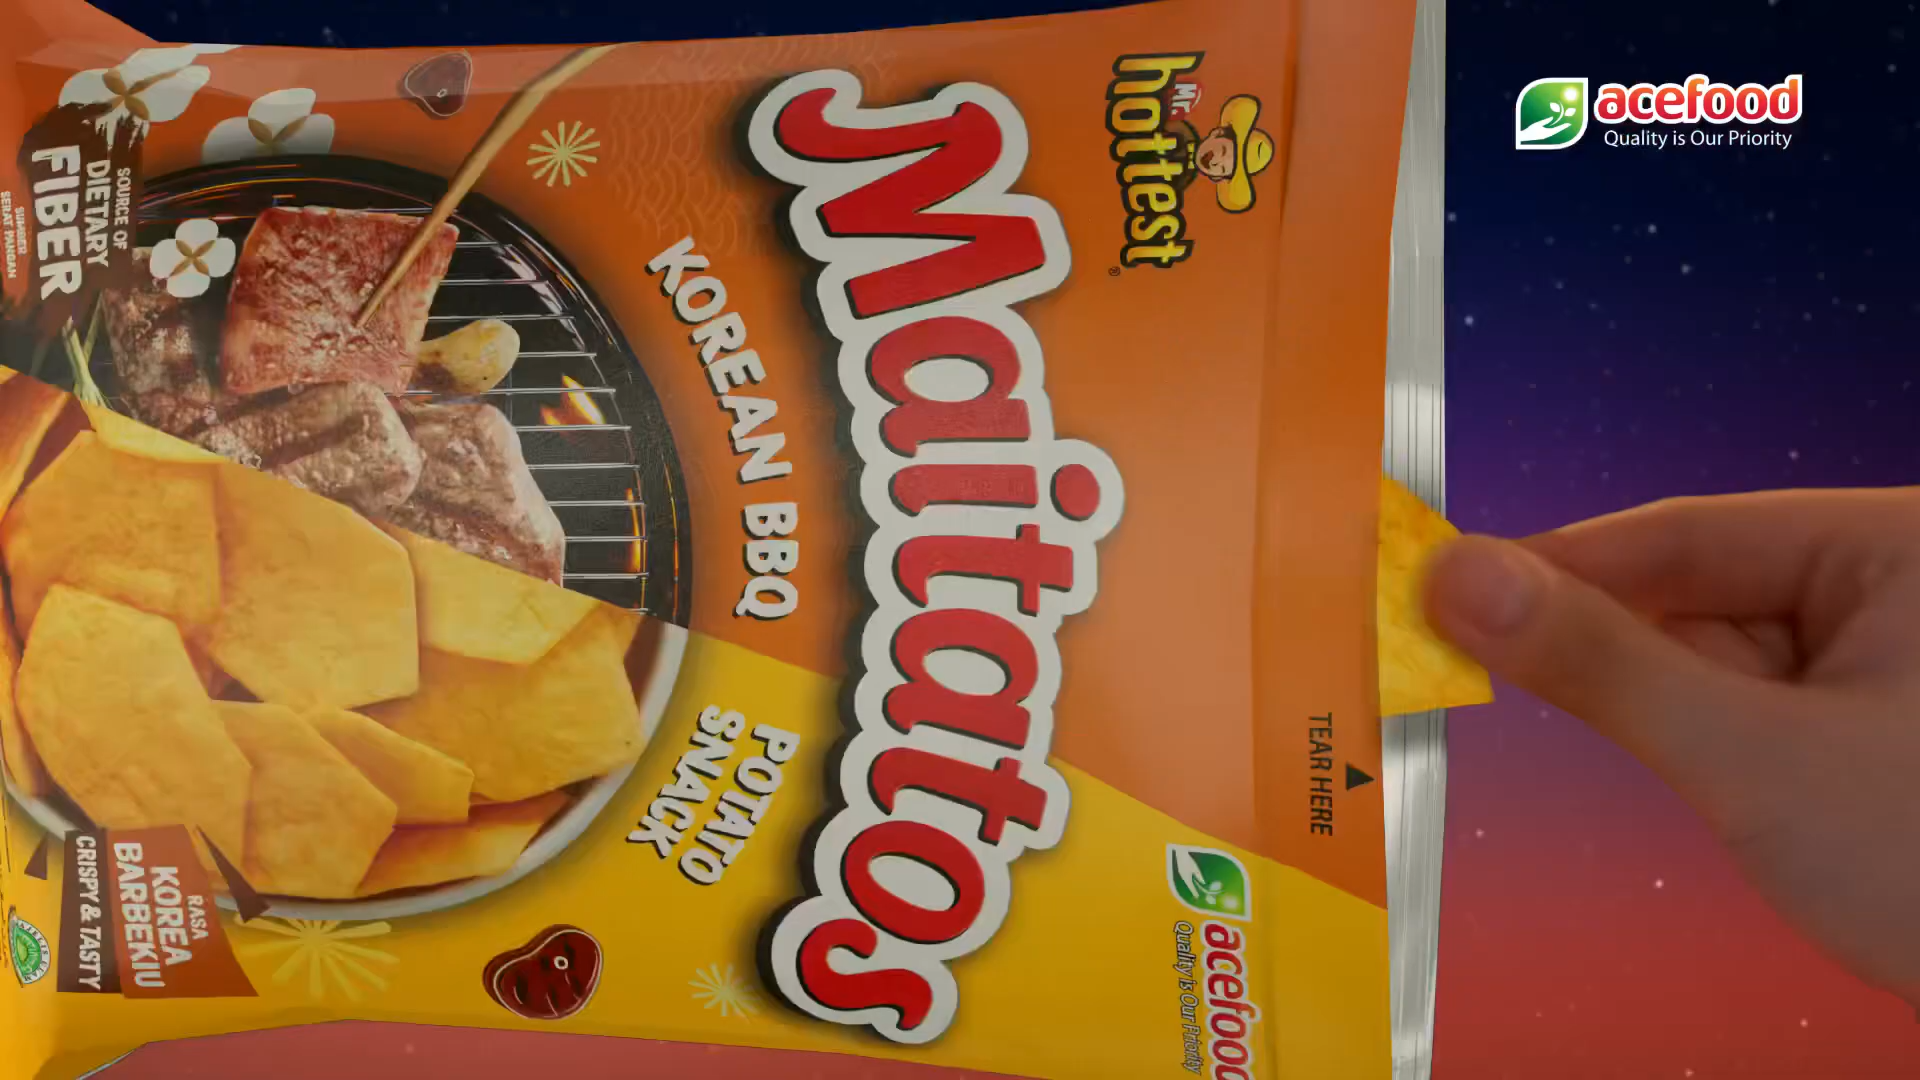 acefood
Quality is Our Priority
Mr.
hottest
®
Maitatos
KOREAN BBQ
POTATO
SNACK
SOURCE OF
DIETARY
FIBER
SUMBER
SERAT PANGAN
RASA
KOREA
BARBEKIU
CRISPY & TASTY
TEAR HERE
acefood
Quality is Our Priority